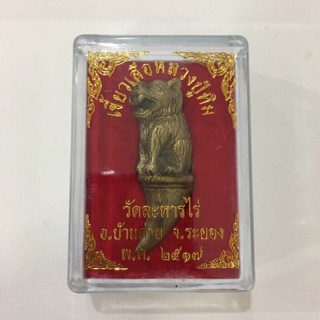 เขี้ยวเสือหลวงปู่ทิม
วัดละหารไร่
อ.บ้านค่าย จ.ระยอง
พ.ศ. ๒๕๑๗